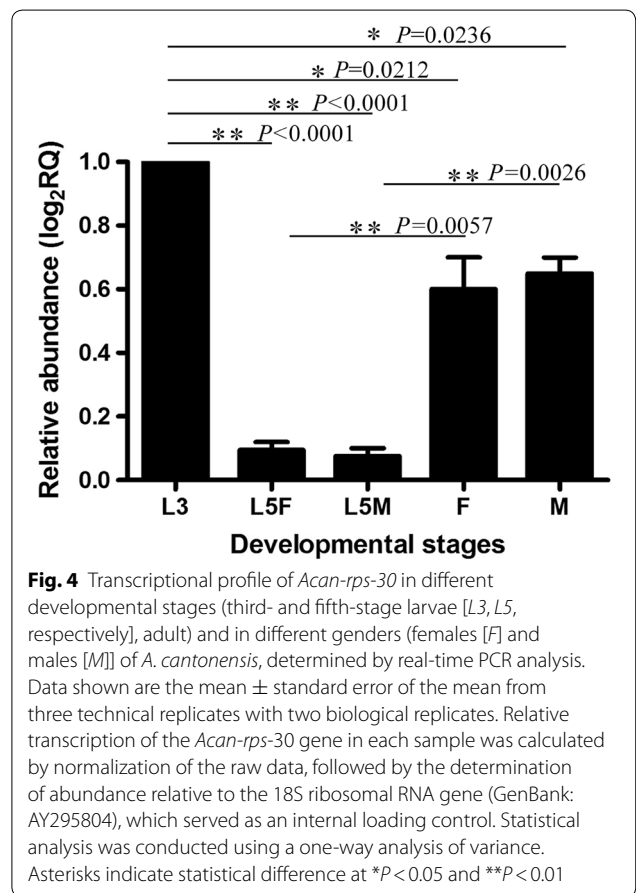 * P=0.0236
* P=0.0212
** P<0.0001
** P<0.0001
** P=0.0026
** P=0.0057
Relative abundance (log₂RQ)
1.0
0.8
0.6
0.4
0.2
0.0
L3 L5F L5M F M
Developmental stages
Fig. 4 Transcriptional profile of Acan-rps-30 in different
developmental stages (third- and fifth-stage larvae [L3, L5,
respectively], adult) and in different genders (females [F] and
males [M]] of A. cantonensis, determined by real-time PCR analysis.
Data shown are the mean ± standard error of the mean from
three technical replicates with two biological replicates. Relative
transcription of the Acan-rps-30 gene in each sample was calculated
by normalization of the raw data, followed by the determination
of abundance relative to the 18S ribosomal RNA gene (GenBank:
AY295804), which served as an internal loading control. Statistical
analysis was conducted using a one-way analysis of variance.
Asterisks indicate statistical difference at *P < 0.05 and **P < 0.01